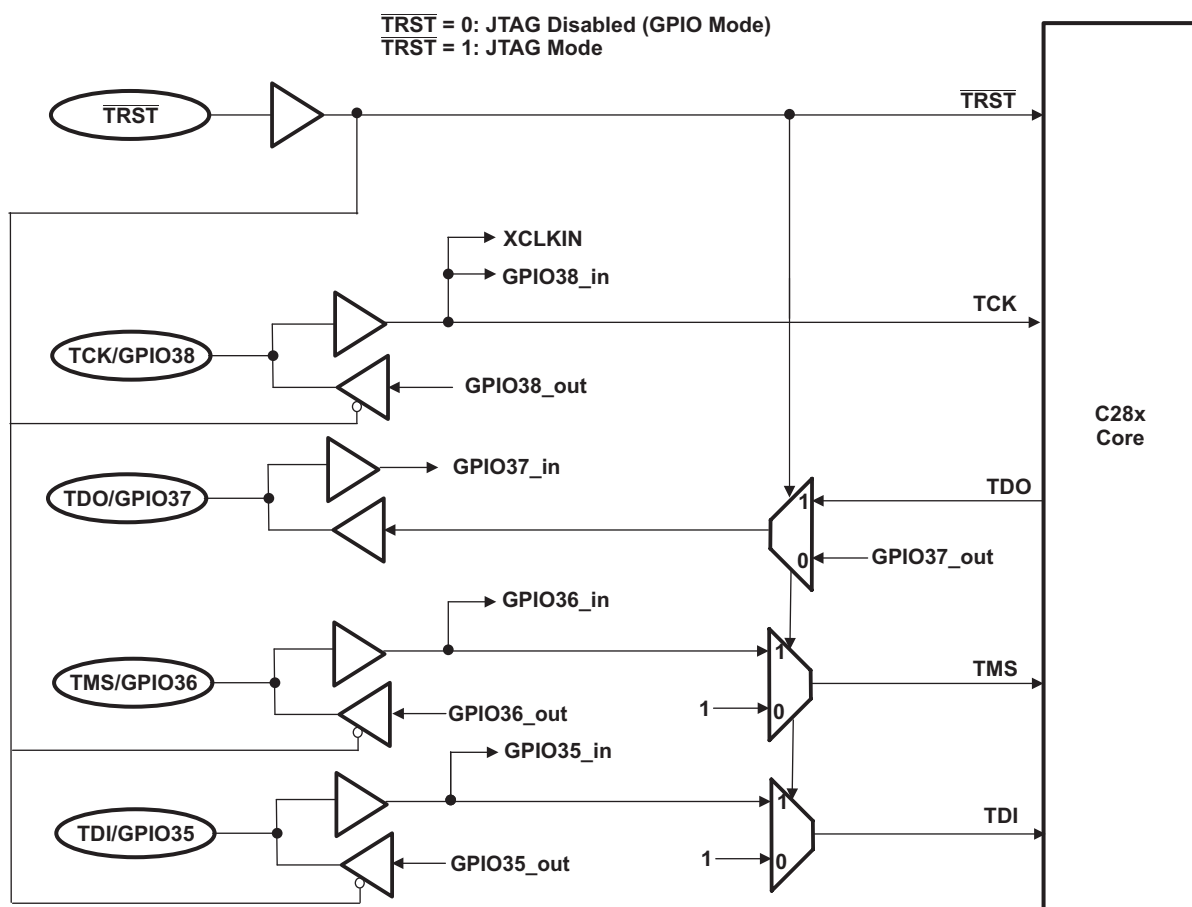 TRST = 0: JTAG Disabled (GPIO Mode)
TRST = 1: JTAG Mode
TRST
TRST
XCLKIN
GPIO38_in
TCK
TCK/GPIO38
GPIO38_out
C28x
Core
GPIO37_in
TDO/GPIO37
1
TDO
0
GPIO37_out
GPIO36_in
1
TMS/GPIO36
TMS
1
0
GPIO36_out
GPIO35_in
1
TDI/GPIO35
TDI
1
0
GPIO35_out